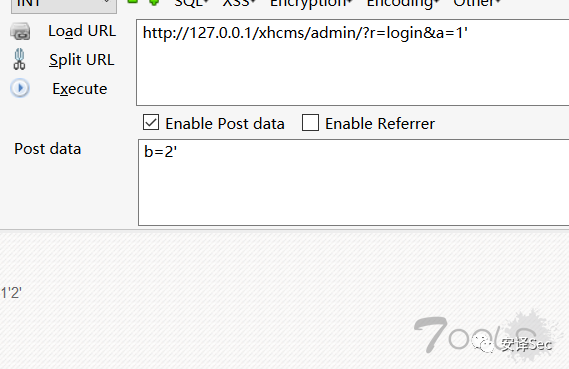 INT SQL XSS Encryption Encoding Other
Load URL
http://127.0.0.1/xhcms/admin/?r=login&a=1'
Split URL
Execute
Enable Post data Enable Referrer
Post data
b=2'
1'2'
7OOLS
安译Sec